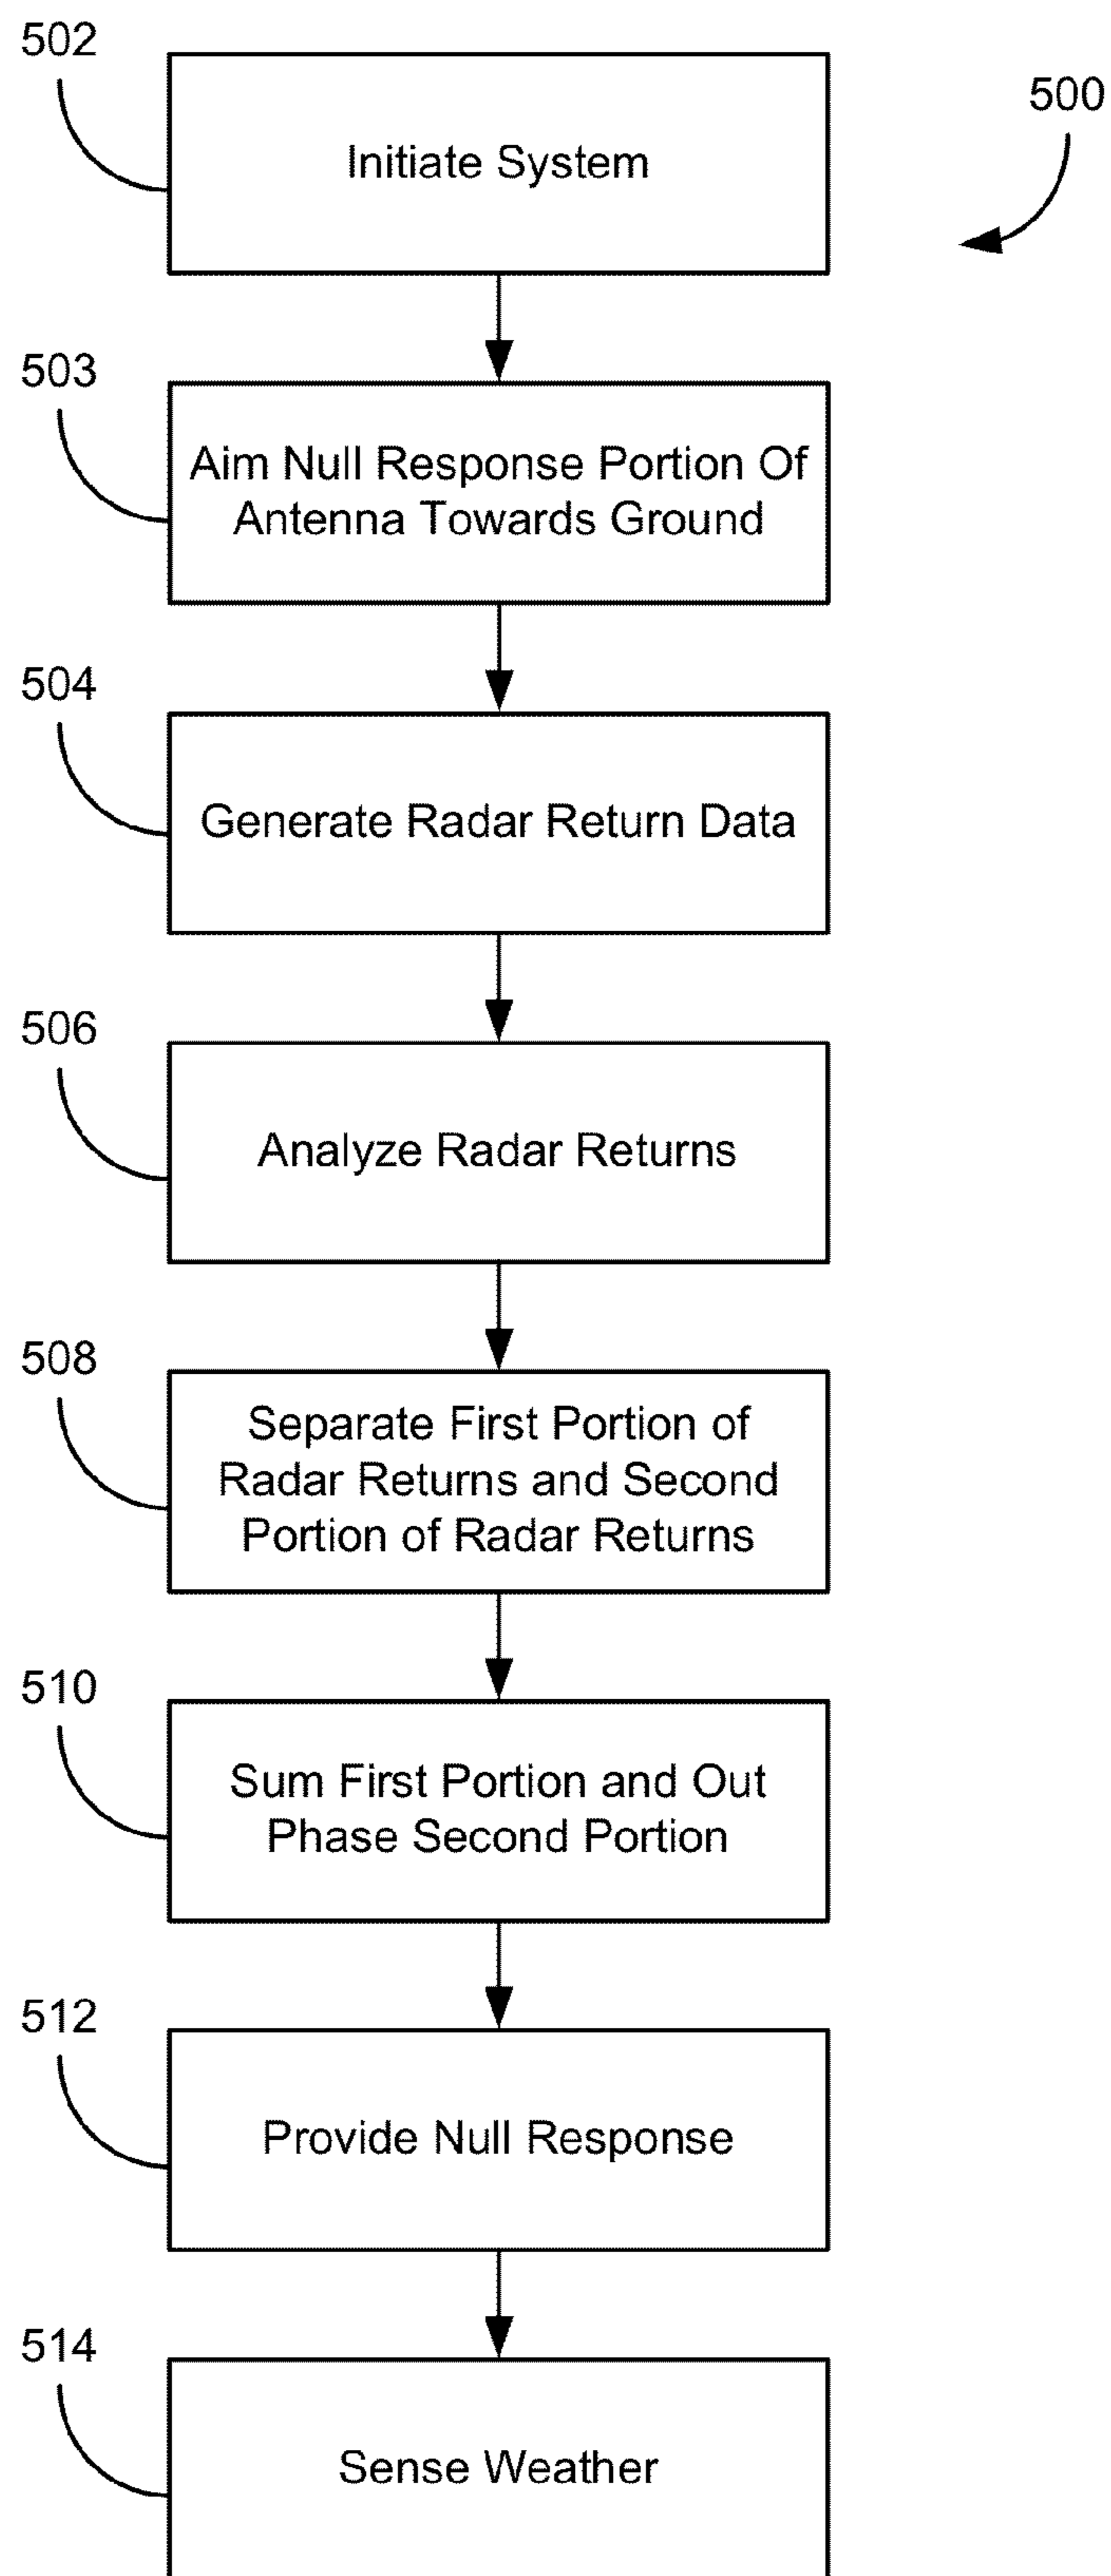 502
500
Initiate System
503
Aim Null Response Portion Of
Antenna Towards Ground
504
Generate Radar Return Data
506
Analyze Radar Returns
508
Separate First Portion of
Radar Returns and Second
Portion of Radar Returns
510
Sum First Portion and Out
Phase Second Portion
512
Provide Null Response
514
Sense Weather